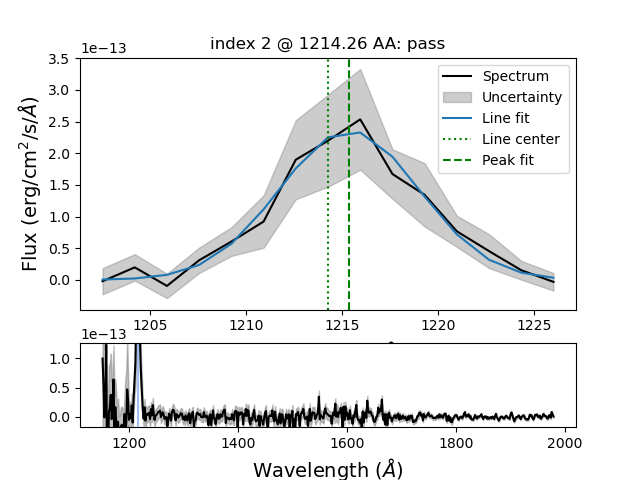 index 2 @ 1214.26 AA: pass
1e−13
3.5
3.0
2.5
2.0
1.5
1.0
0.5
0.0
Flux (erg/cm²/s/Å)
Spectrum
Uncertainty
Line fit
Line center
Peak fit
1205 1210 1215 1220 1225
1e−13
1.0
0.5
0.0
1200 1400 1600 1800 2000
Wavelength (Å)